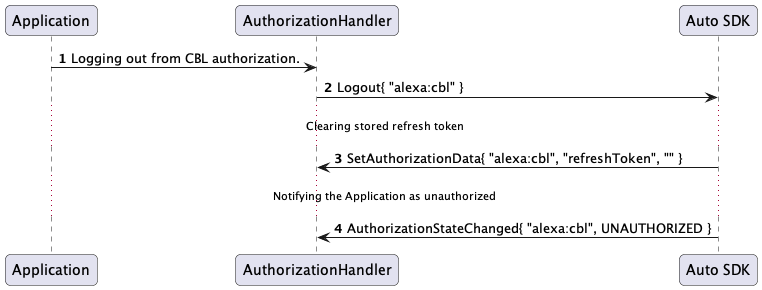 Application
AuthorizationHandler
Auto SDK
1 Logging out from CBL authorization.
2 Logout{ "alexa:cbl" }
Clearing stored refresh token
3 SetAuthorizationData{ "alexa:cbl", "refreshToken", "" }
Notifying the Application as unauthorized
4 AuthorizationStateChanged{ "alexa:cbl", UNAUTHORIZED }
Application
AuthorizationHandler
Auto SDK